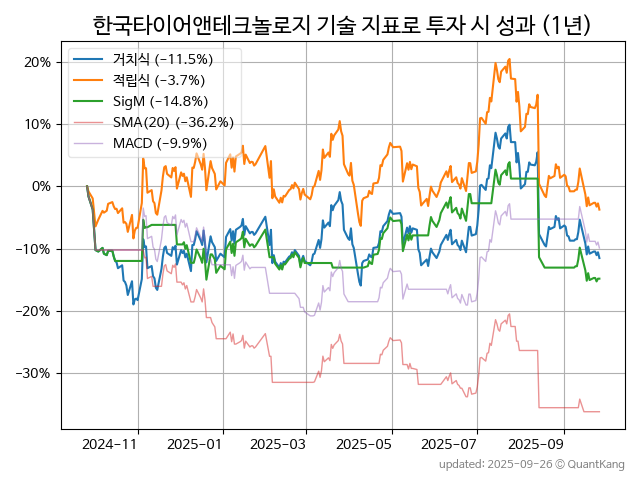 한국타이어앤테크놀로지 기술 지표로 투자 시 성과 (1년)
거치식 (−11.5%)
적립식 (−3.7%)
SigM (−14.8%)
SMA(20) (−36.2%)
MACD (−9.9%)
20%
10%
0%
−10%
−20%
−30%
2024-11
2025-01
2025-03
2025-05
2025-07
2025-09
updated: 2025-09-26 © QuantKang